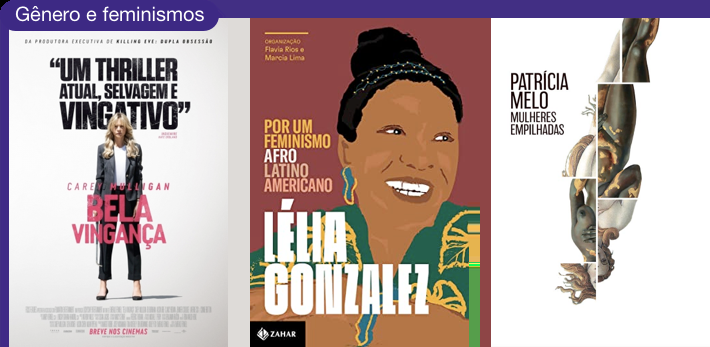 Gênero e feminismos
DA PRODUTORA EXECUTIVA DE KILLING EVE: DUPLA OBSESSÃO
“UM THRILLER
ATUAL, SELVAGEM E
VINGATIVO”
CAREY MULLIGAN
BELA
VINGANÇA
BREVE NOS CINEMAS
ORGANIZAÇÃO
Flavia Rios e
Marcia Lima
POR UM
FEMINISMO
AFRO
LATINO
AMERICANO
LÉLIA
GONZALEZ
ZAHAR
PATRÍCIA
MELO
MULHERES
EMPILHADAS